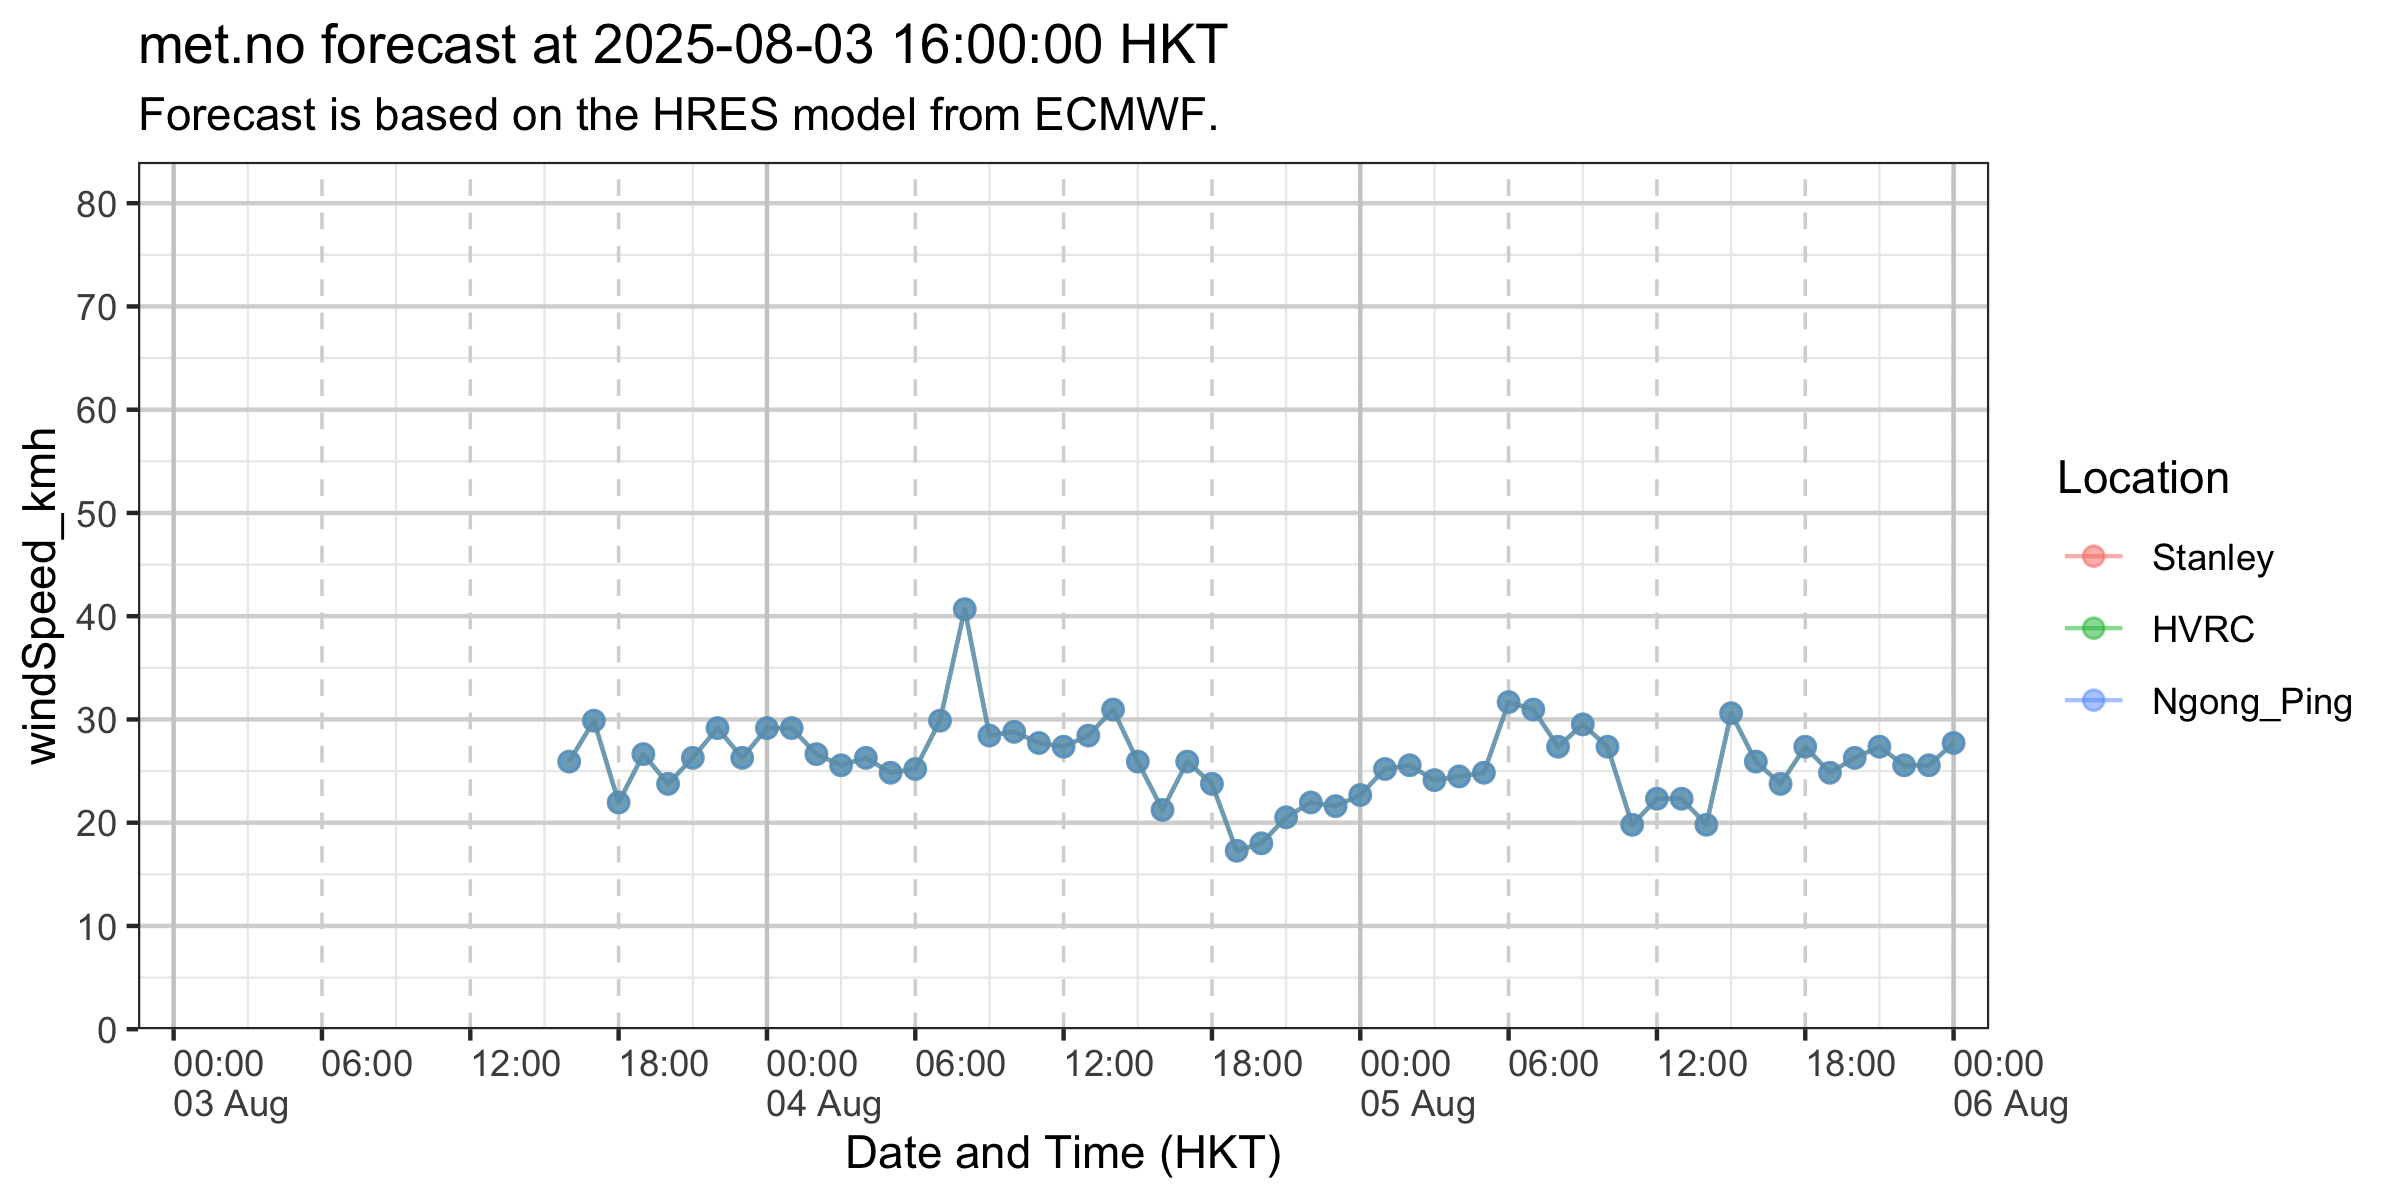 met.no forecast at 2025-08-03 16:00:00 HKT
Forecast is based on the HRES model from ECMWF.
windSpeed_kmh
80
70
60
50
40
30
20
10
0
00:00 06:00 12:00 18:00 00:00 06:00 12:00 18:00 00:00 06:00 12:00 18:00 00:00
03 Aug 04 Aug 05 Aug 06 Aug
Date and Time (HKT)
Location
Stanley
HVRC
Ngong_Ping